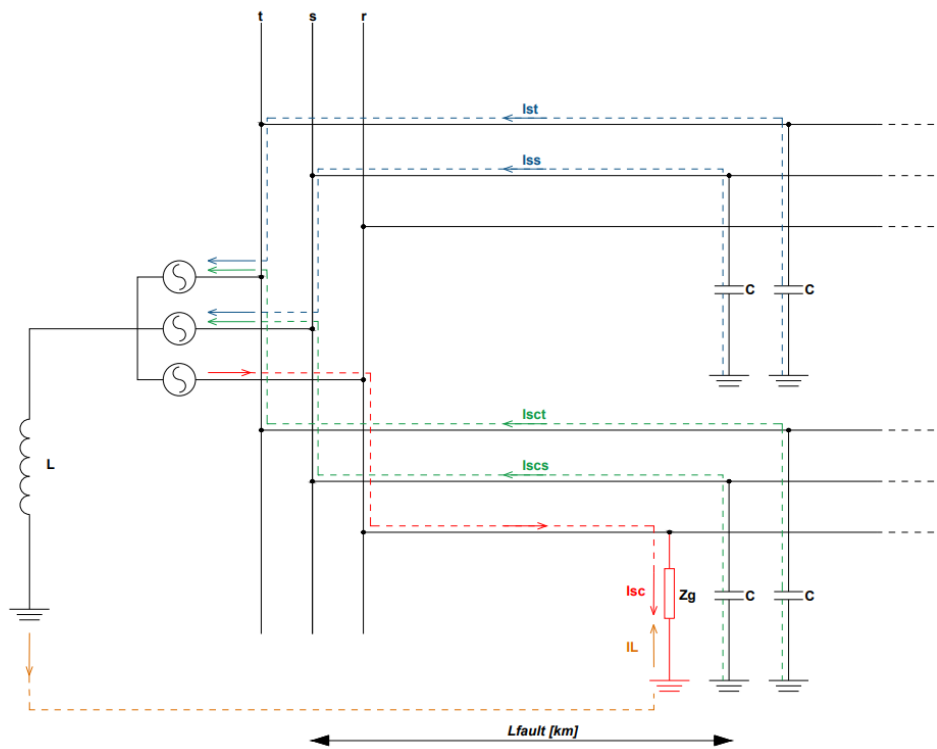 t s r
Ist
Iss
C C
L
Isct
Iscs
Isc Zg C C
IL
Lfault [km]